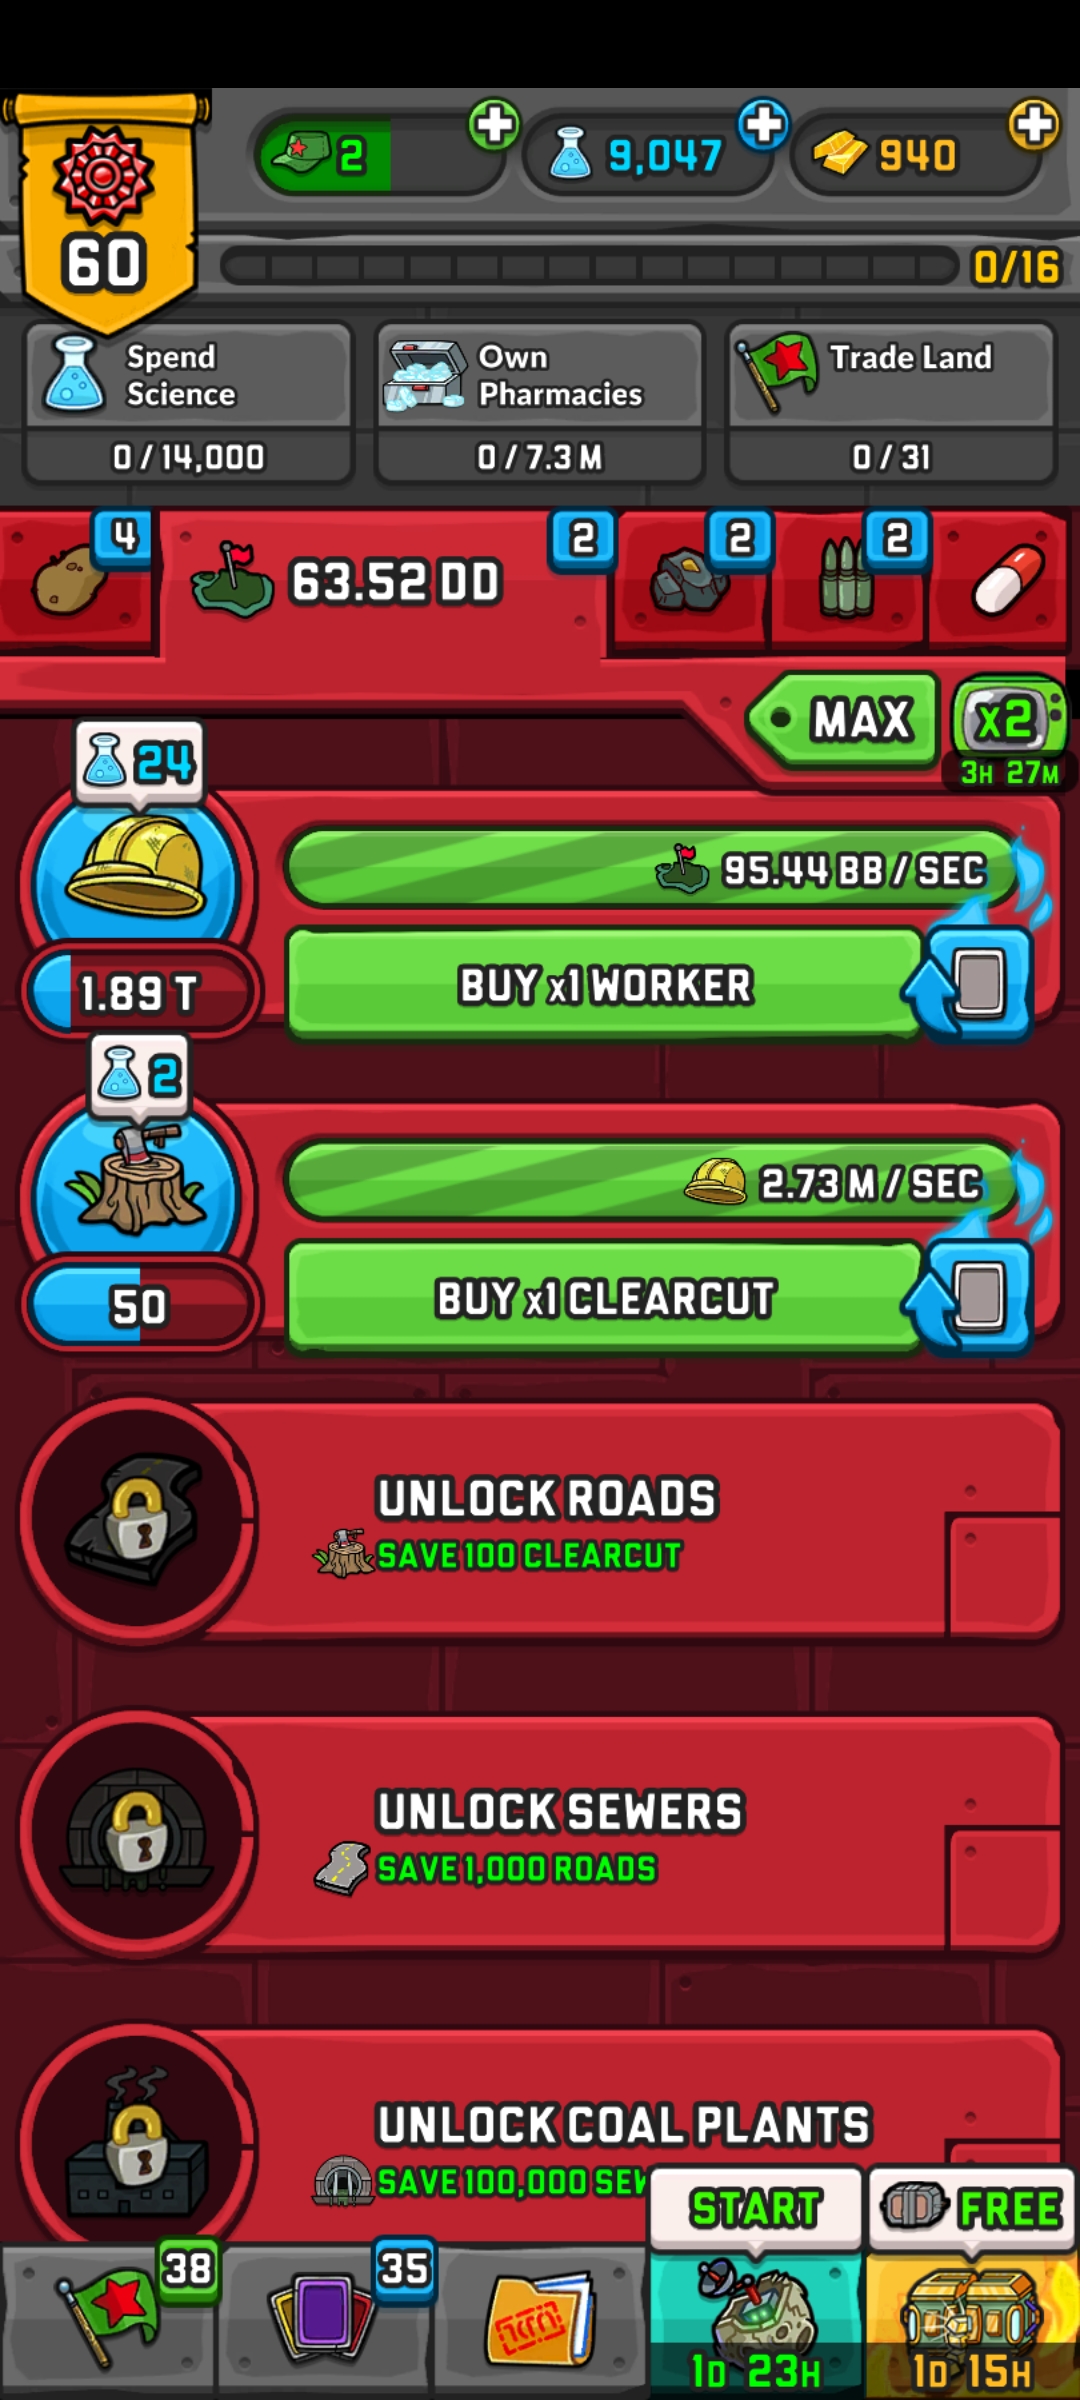 2
9,047
940
60
0/16
Spend
Science
0/14,000
Own
Pharmacies
0/7.3 M
Trade Land
0/31
4
63.52 DD
2
2
2
MAX
x2
3H 27M
24
95.44 BB / SEC
1.89 T
BUY x1 WORKER
2
2.73 M / SEC
50
BUY x1 CLEARCUT
UNLOCK ROADS
SAVE 100 CLEARCUT
UNLOCK SEWERS
SAVE 1,000 ROADS
UNLOCK COAL PLANTS
SAVE 100,000 SEW
START
FREE
38
35
1D 23H
1D 15H